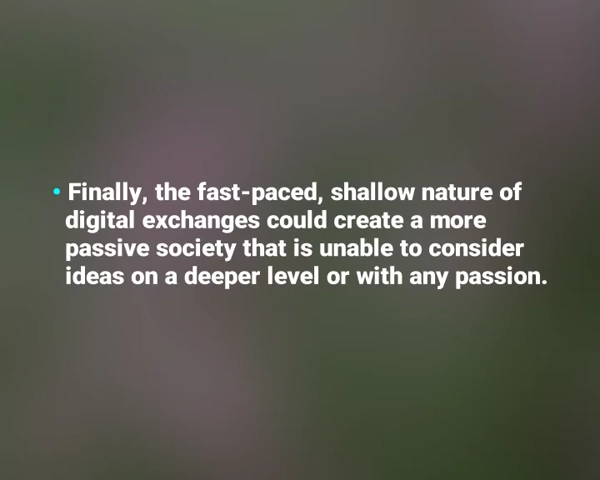 • Finally, the fast-paced, shallow nature of
digital exchanges could create a more
passive society that is unable to consider
ideas on a deeper level or with any passion.